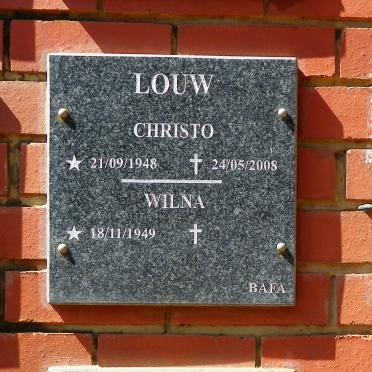 LOUW
CHRISTO
☆ 21/09/1948 ✝ 24/05/2008
WILNA
☆ 18/11/1949 ✝
BAFA